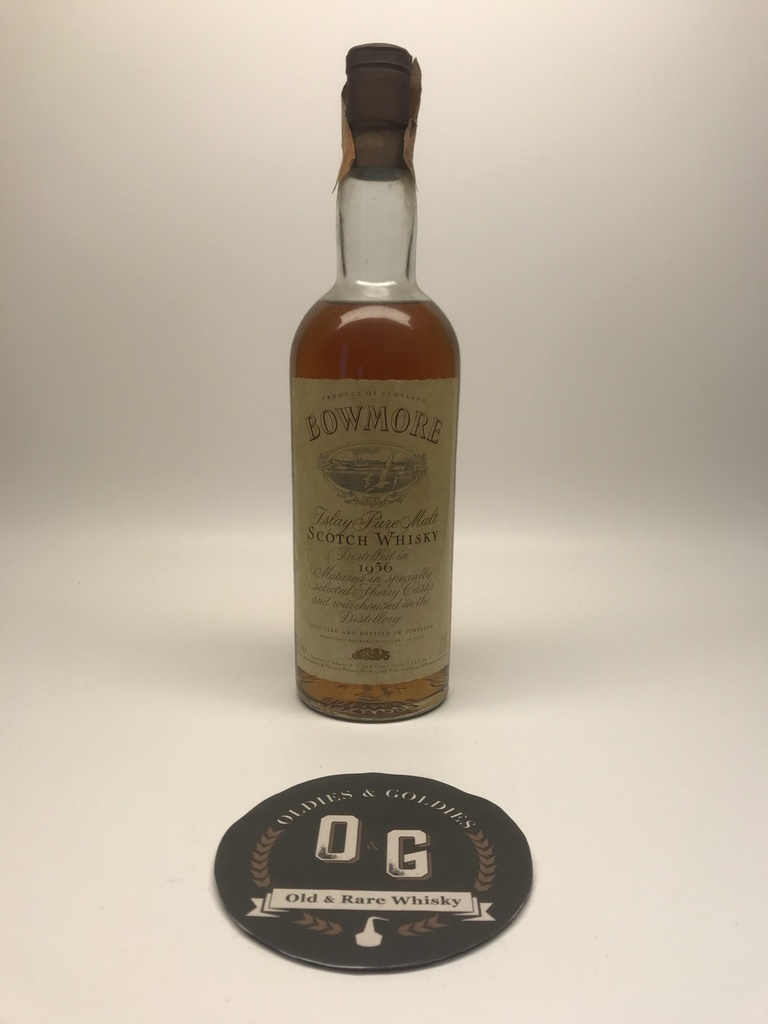 PRODUCT OF SCOTLAND
BOWMORE
Islay Pure Malt
SCOTCH WHISKY
Distilled in
1956
Matured in specially
selected Sherry Casks
and warehoused in the
Distillery
DISTILLED AND BOTTLED IN SCOTLAND
OLDIES & GOLDIES
O & G
Old & Rare Whisky